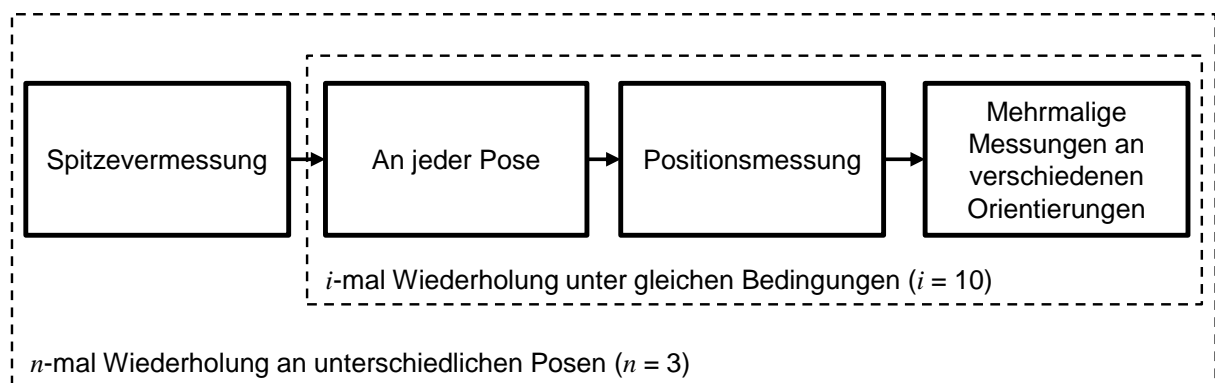 Spitzevermessung
An jeder Pose
Positionsmessung
Mehrmalige
Messungen an
verschiedenen
Orientierungen
i-mal Wiederholung unter gleichen Bedingungen (i = 10)
n-mal Wiederholung an unterschiedlichen Posen (n = 3)